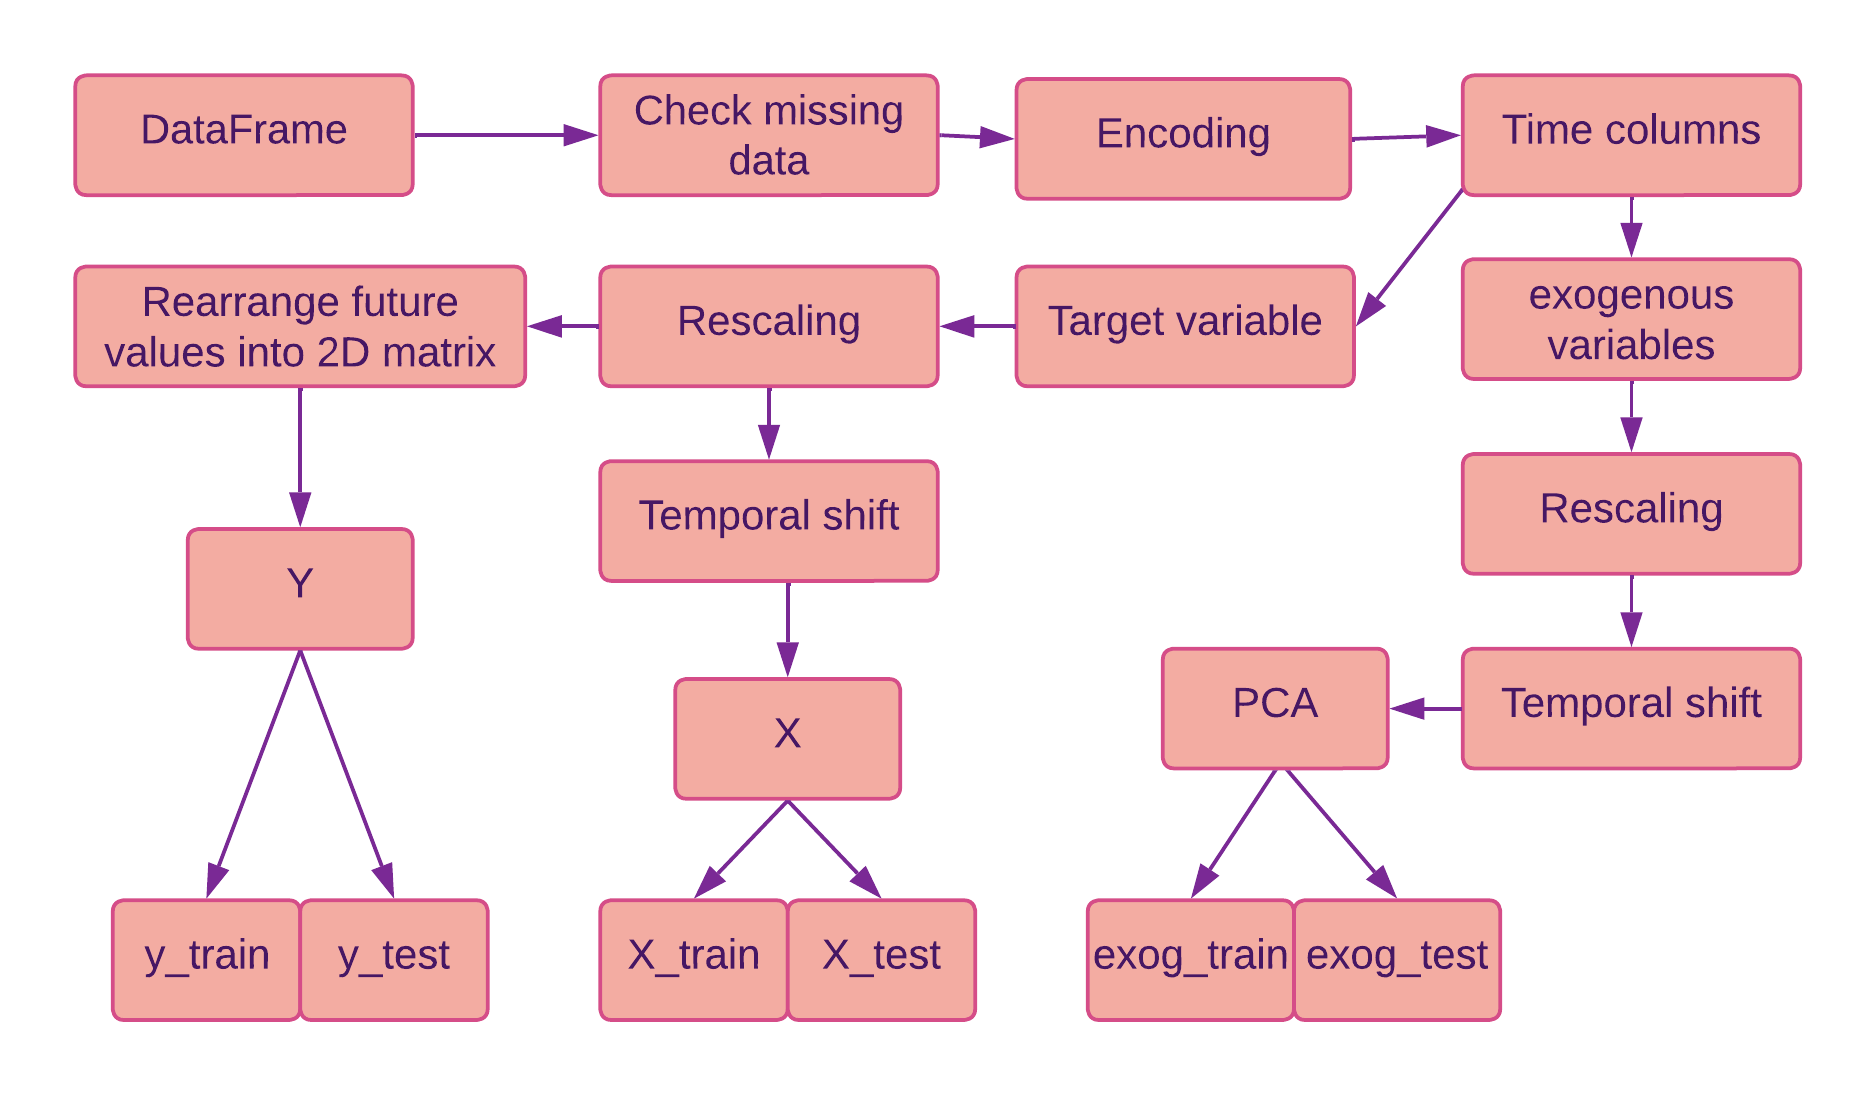 DataFrame
Check missing
data
Encoding
Time columns
Rearrange future
values into 2D matrix
Rescaling
Target variable
exogenous
variables
Temporal shift
Rescaling
Y
X
PCA
Temporal shift
y_train
y_test
X_train
X_test
exog_train
exog_test